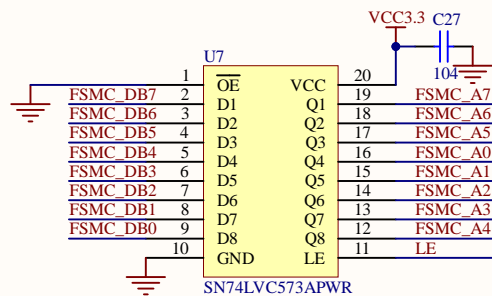 VCC3.3
C27
104
U7
1 OE VCC 20
FSMC_DB7 2 D1 Q1 19 FSMC_A7
FSMC_DB6 3 D2 Q2 18 FSMC_A6
FSMC_DB5 4 D3 Q3 17 FSMC_A5
FSMC_DB4 5 D4 Q4 16 FSMC_A0
FSMC_DB3 6 D5 Q5 15 FSMC_A1
FSMC_DB2 7 D6 Q6 14 FSMC_A2
FSMC_DB1 8 D7 Q7 13 FSMC_A3
FSMC_DB0 9 D8 Q8 12 FSMC_A4
10 GND LE 11 LE
SN74LVC573APWR